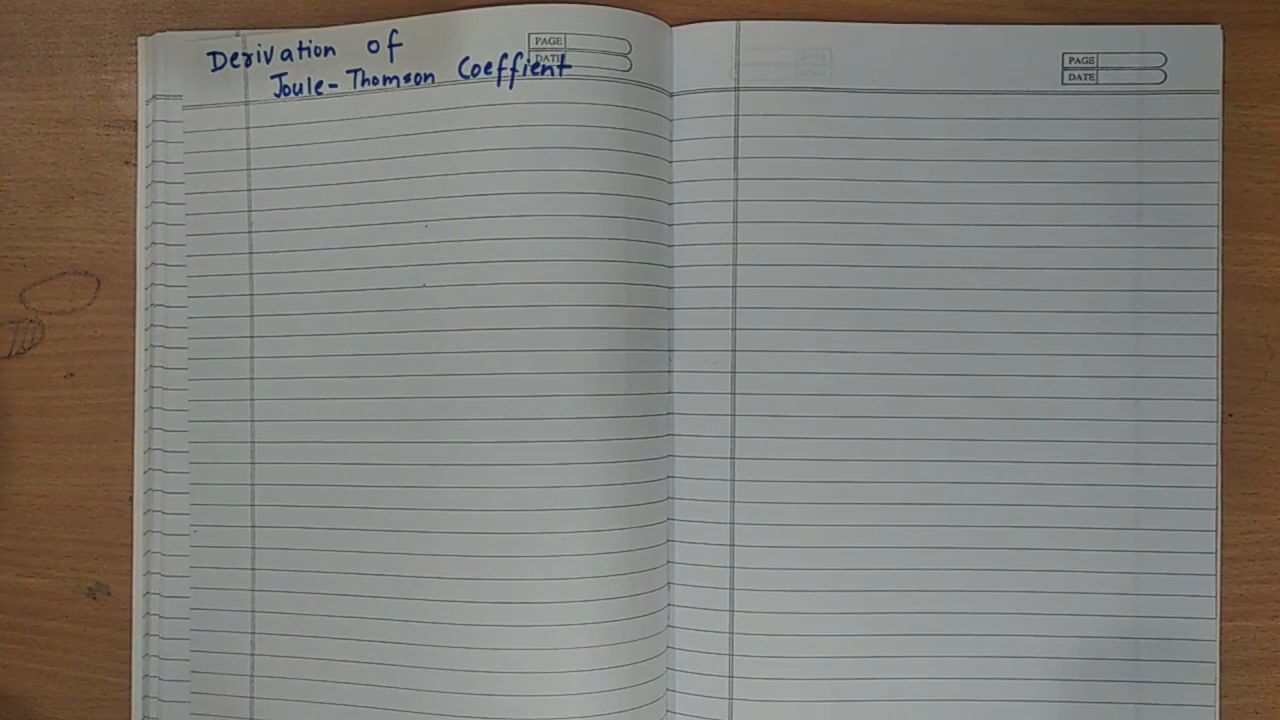 Derivation of
Joule-Thomson Coeffient
PAGE
DATE
PAGE
DATE